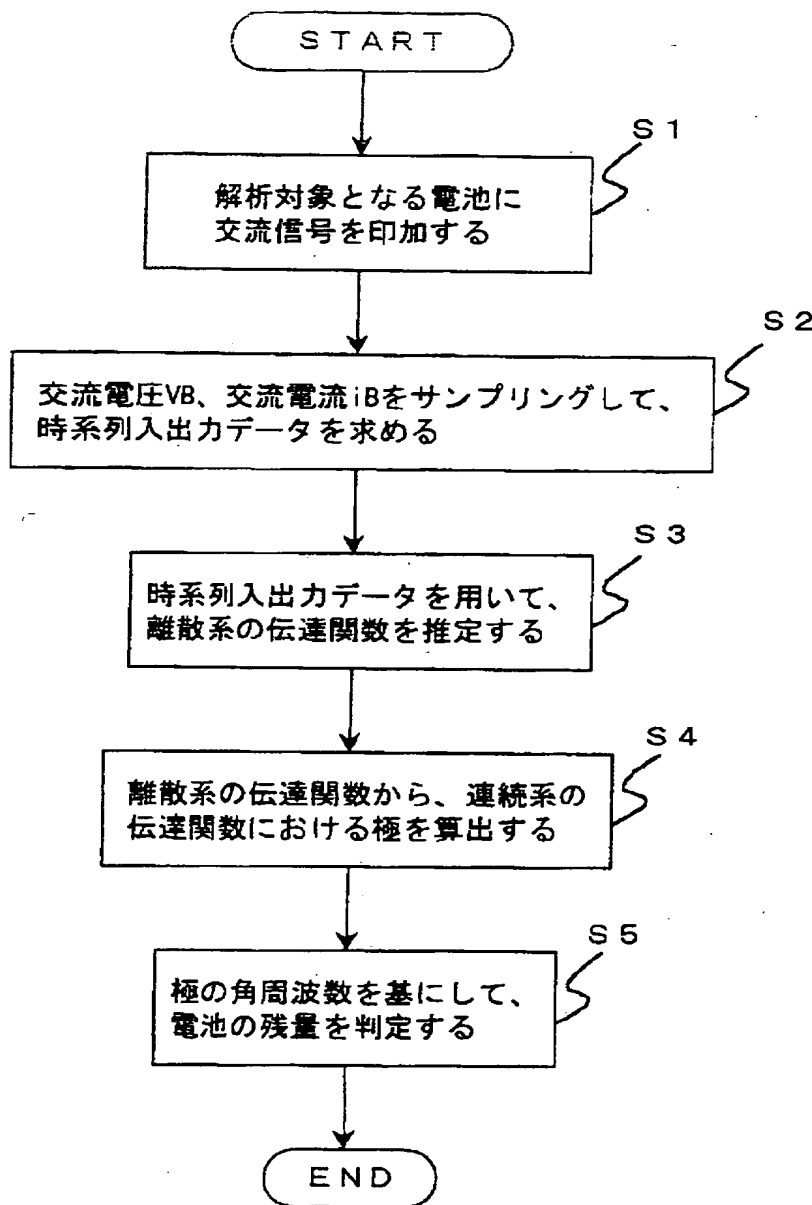 START
S1
解析対象となる電池に
交流信号を印加する
S2
交流電圧VB、交流電流iBをサンプリングして、
時系列入出力データを求める
S3
時系列入出力データを用いて、
離散系の伝達関数を推定する
S4
離散系の伝達関数から、連続系の
伝達関数における極を算出する
S5
極の角周波数を基にして、
電池の残量を判定する
END